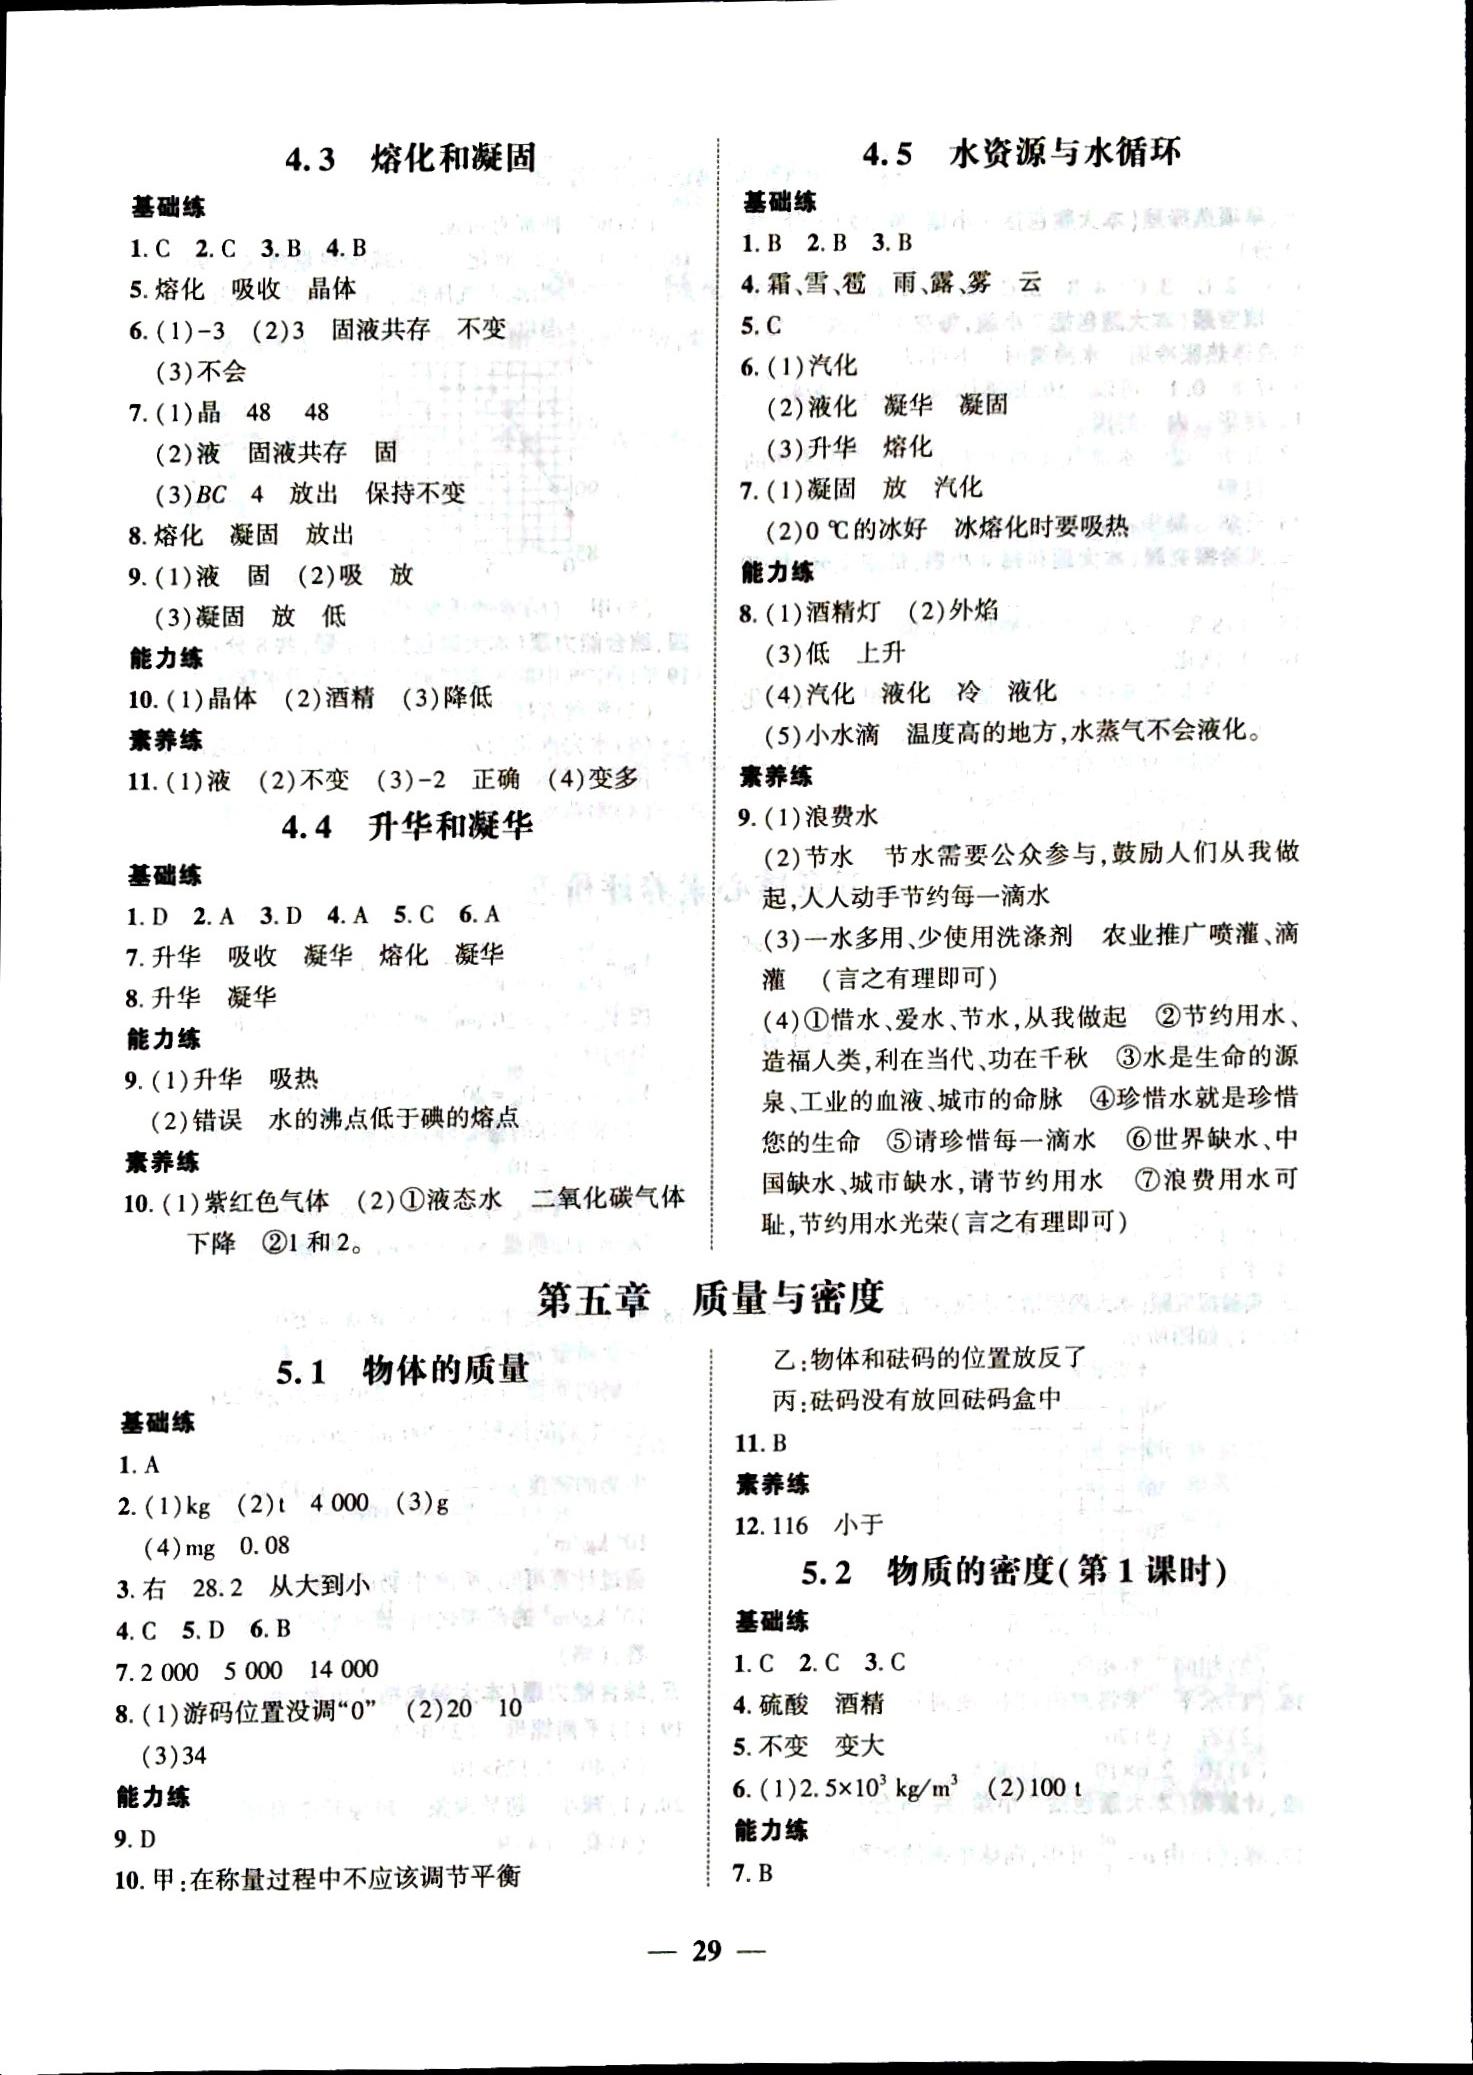 4.3 熔化和凝固
基础练
1. C 2. C 3. B 4. B
5. 熔化 吸收 晶体
6. (1)-3 (2)3 固液共存 不变
(3)不会
7. (1)晶 48 48
(2)液 固液共存 固
(3)BC 4 放出 保持不变
8. 熔化 凝固 放出
9. (1)液 固 (2)吸 放
(3)凝固 放 低
能力练
10. (1)晶体 (2)酒精 (3)降低
素养练
11. (1)液 (2)不变 (3)-2 正确 (4)变多
4.4 升华和凝华
基础练
1. D 2. A 3. D 4. A 5. C 6. A
7. 升华 吸收 凝华 熔化 凝华
8. 升华 凝华
能力练
9. (1)升华 吸热
(2)错误 水的沸点低于碘的熔点
素养练
10. (1)紫红色气体 (2)①液态水 二氧化碳气体
下降 ②1和2。
4.5 水资源与水循环
基础练
1. B 2. B 3. B
4. 霜、雪、雹 雨、露、雾 云
5. C
6. (1)汽化
(2)液化 凝华 凝固
(3)升华 熔化
7. (1)凝固 放 汽化
(2)0 ℃的冰好 冰熔化时要吸热
能力练
8. (1)酒精灯 (2)外焰
(3)低 上升
(4)汽化 液化 冷 液化
(5)小水滴 温度高的地方,水蒸气不会液化。
素养练
9. (1)浪费水
(2)节水 节水需要公众参与,鼓励人们从我做
起,人人动手节约每一滴水
(3)一水多用、少使用洗涤剂 农业推广喷灌、滴
灌 (言之有理即可)
(4)①惜水、爱水、节水,从我做起 ②节约用水、
造福人类,利在当代、功在千秋 ③水是生命的源
泉、工业的血液、城市的命脉 ④珍惜水就是珍惜
您的生命 ⑤请珍惜每一滴水 ⑥世界缺水、中
国缺水、城市缺水,请节约用水 ⑦浪费用水可
耻,节约用水光荣(言之有理即可)
第五章 质量与密度
5.1 物体的质量
基础练
1. A
2. (1)kg (2)t 4 000 (3)g
(4)mg 0.08
3. 右 28.2 从大到小
4. C 5. D 6. B
7. 2 000 5 000 14 000
8. (1)游码位置没调“0” (2)20 10
(3)34
能力练
9. D
10. 甲:在称量过程中不应该调节平衡
乙:物体和砝码的位置放反了
丙:砝码没有放回砝码盒中
11. B
素养练
12. 116 小于
5.2 物质的密度(第1课时)
基础练
1. C 2. C 3. C
4. 硫酸 酒精
5. 不变 变大
6. (1)2.5×10³ kg/m³ (2)100 t
能力练
7. B
— 29 —